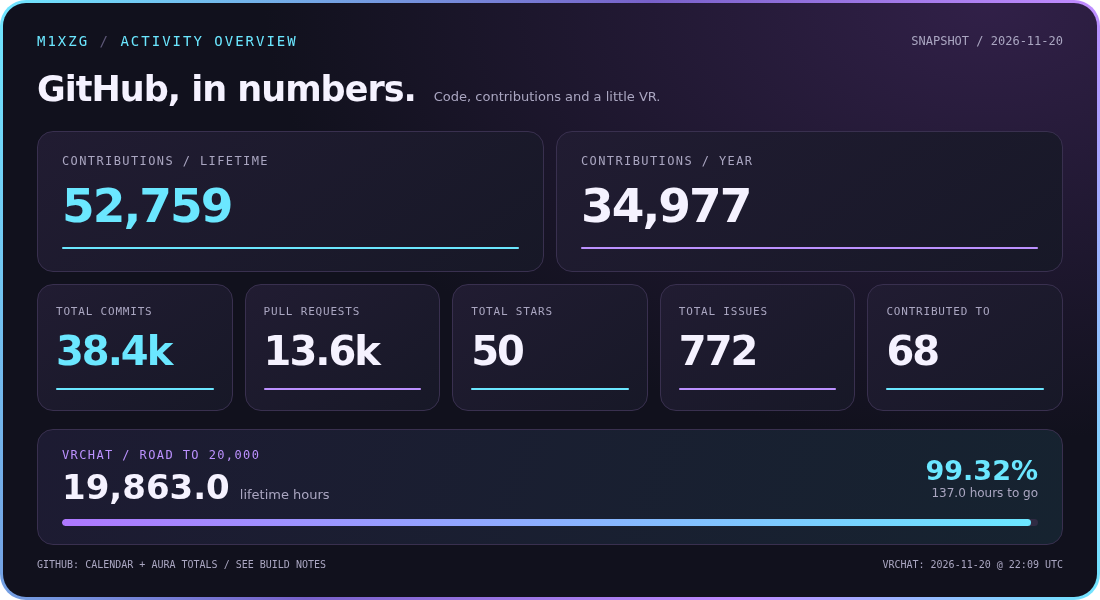 M1XZG / ACTIVITY OVERVIEW
SNAPSHOT / 2026-11-20
GitHub, in numbers. Code, contributions and a little VR.
CONTRIBUTIONS / LIFETIME
52,759
CONTRIBUTIONS / YEAR
34,977
TOTAL COMMITS
38.4k
PULL REQUESTS
13.6k
TOTAL STARS
50
TOTAL ISSUES
772
CONTRIBUTED TO
68
VRCHAT / ROAD TO 20,000
19,863.0 lifetime hours
99.32%
137.0 hours to go
GITHUB: CALENDAR + AURA TOTALS / SEE BUILD NOTES
VRCHAT: 2026-11-20 @ 22:09 UTC